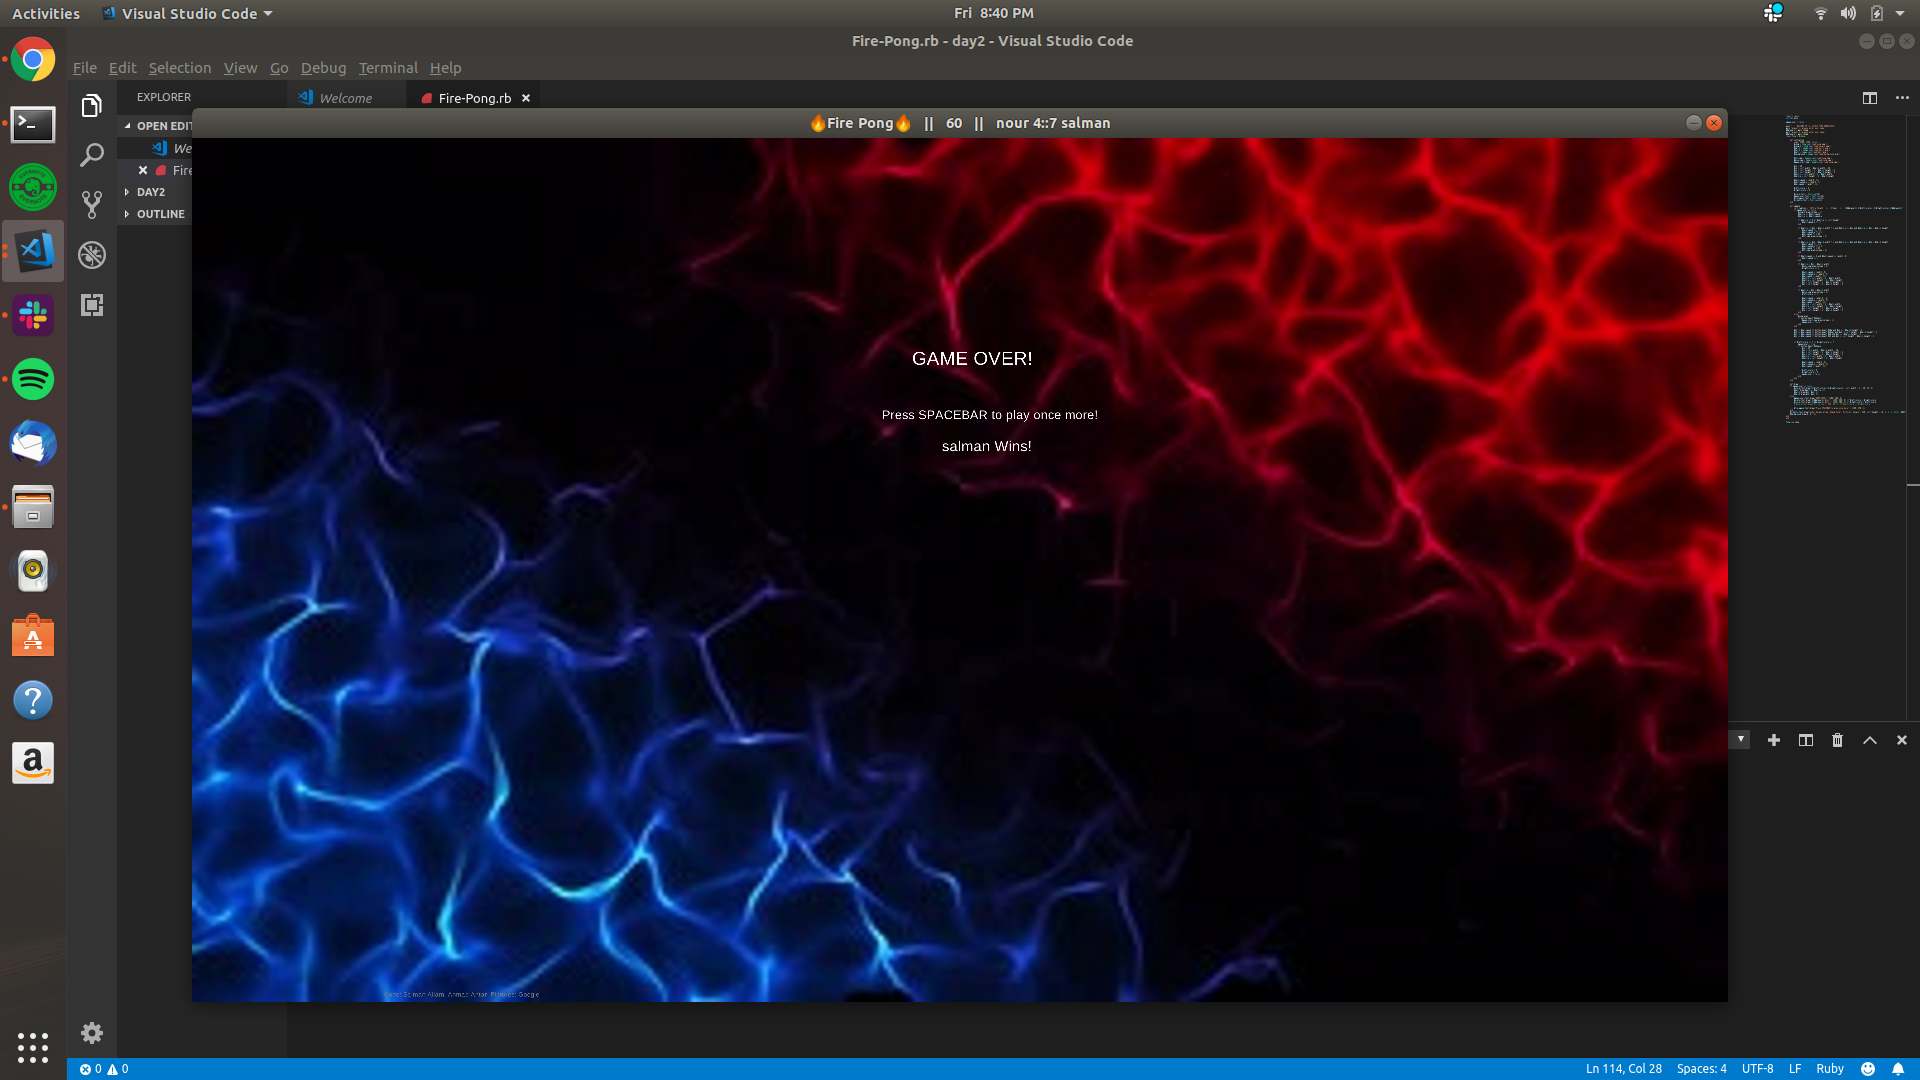 Activities
Visual Studio Code
Fri 8:40 PM
Fire-Pong.rb - day2 - Visual Studio Code
File Edit Selection View Go Debug Terminal Help
EXPLORER
Welcome
Fire-Pong.rb
OPEN EDIT
We
Fire
DAY2
OUTLINE
🔥Fire Pong🔥 || 60 || nour 4::7 salman
GAME OVER!
Press SPACEBAR to play once more!
salman Wins!
EVERNOTE
EVERNOTE
0 0
Ln 114, Col 28 Spaces: 4 UTF-8 LF Ruby